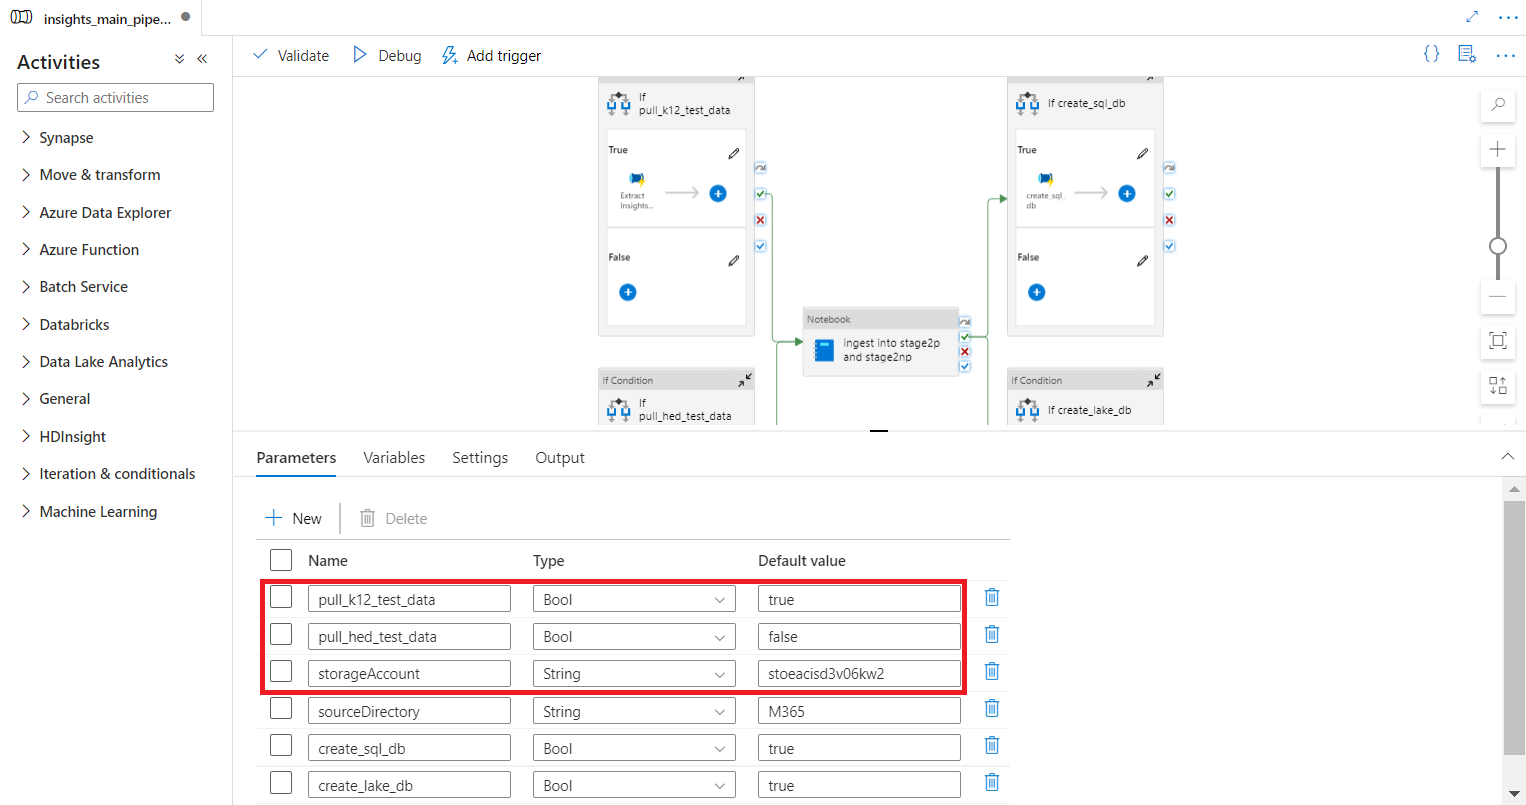 insights_main_pipe...
Activities
Search activities
Synapse
Move & transform
Azure Data Explorer
Azure Function
Batch Service
Databricks
Data Lake Analytics
General
HDInsight
Iteration & conditionals
Machine Learning
Validate
Debug
Add trigger
{}
If
pull_k12_test_data
True
Extract
Insights...
False
Notebook
ingest into stage2p
and stage2np
If create_sql_db
True
create_sql_
db
False
If Condition
If
pull_hed_test_data
If Condition
If create_lake_db
Parameters
Variables
Settings
Output
New
Delete
Name Type Default value
pull_k12_test_data Bool true
pull_hed_test_data Bool false
storageAccount String stoeacisd3v06kw2
sourceDirectory String M365
create_sql_db Bool true
create_lake_db Bool true